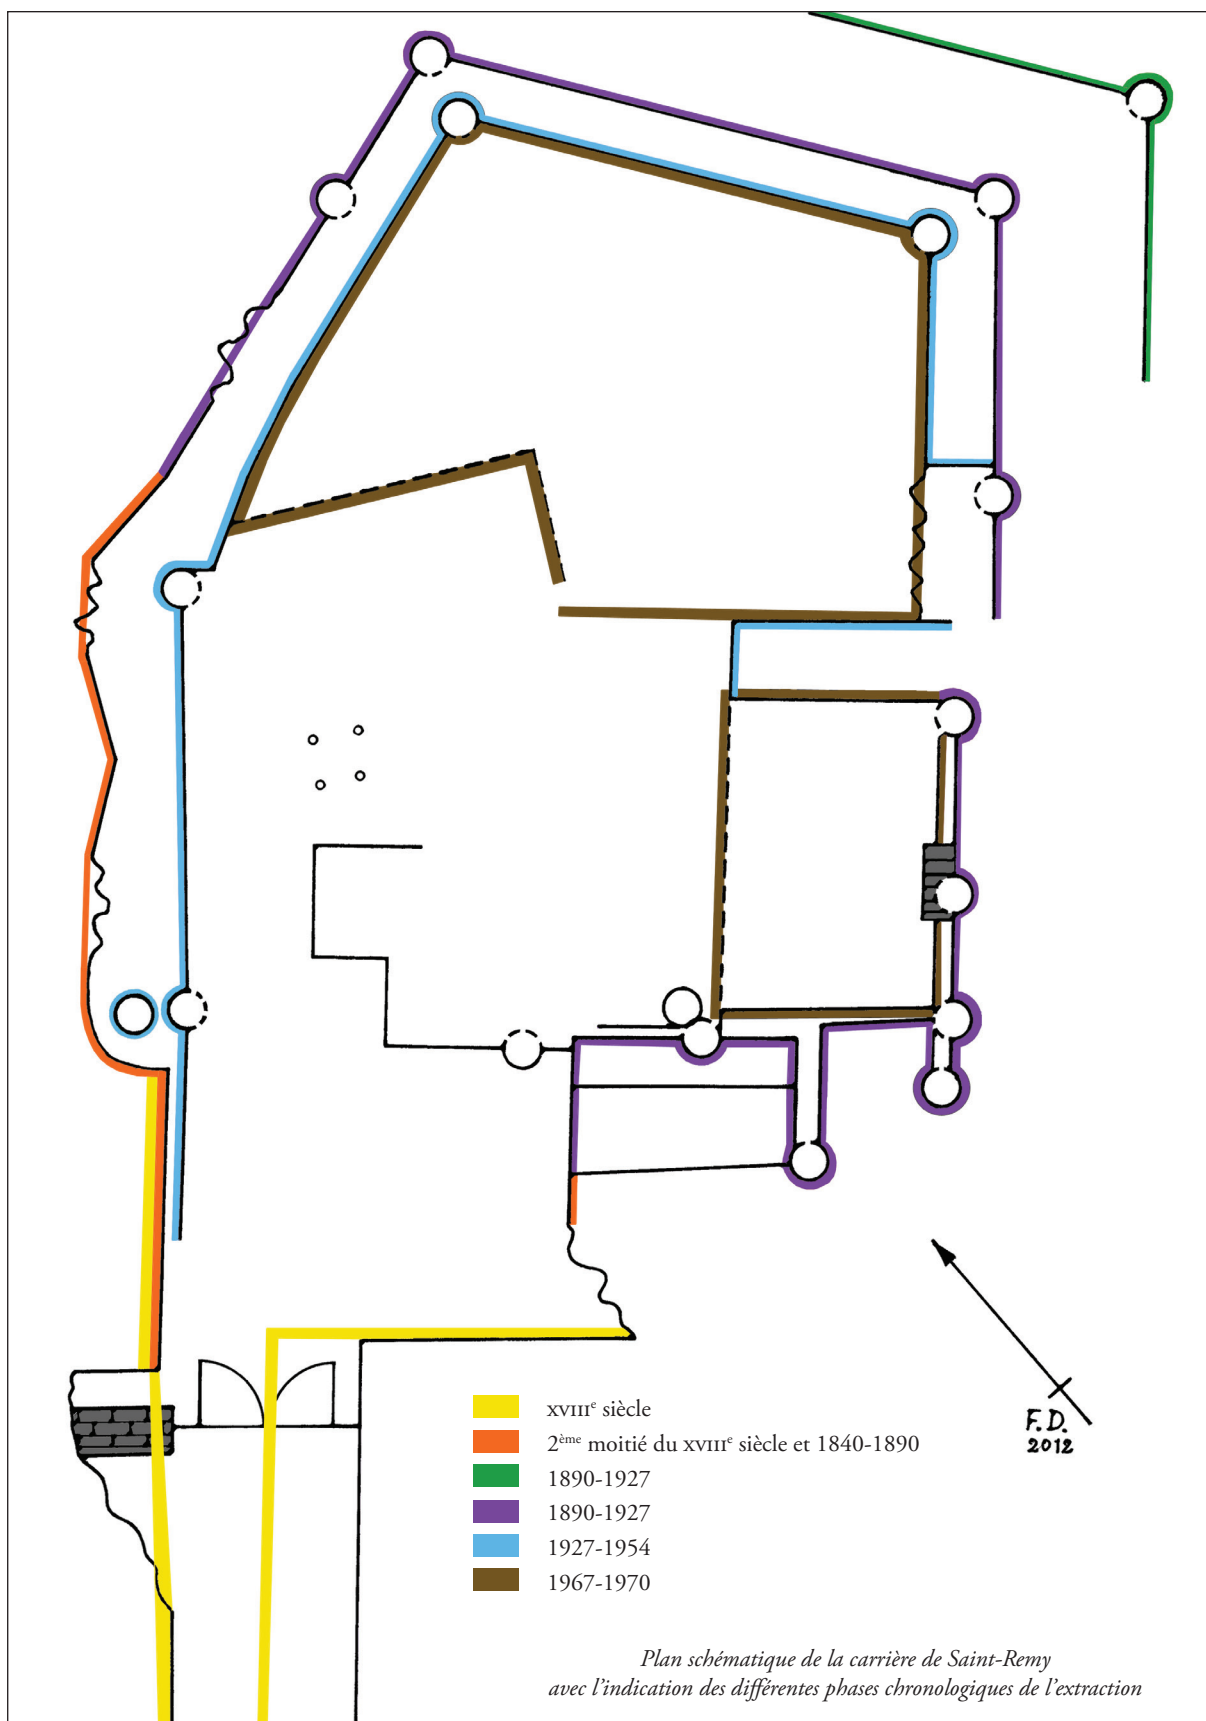 XVIIIᵉ siècle
2ᵉᵐᵉ moitié du XVIIIᵉ siècle et 1840-1890
1890-1927
1890-1927
1927-1954
1967-1970
F.D.
2012
Plan schématique de la carrière de Saint-Remy
avec l'indication des différentes phases chronologiques de l'extraction